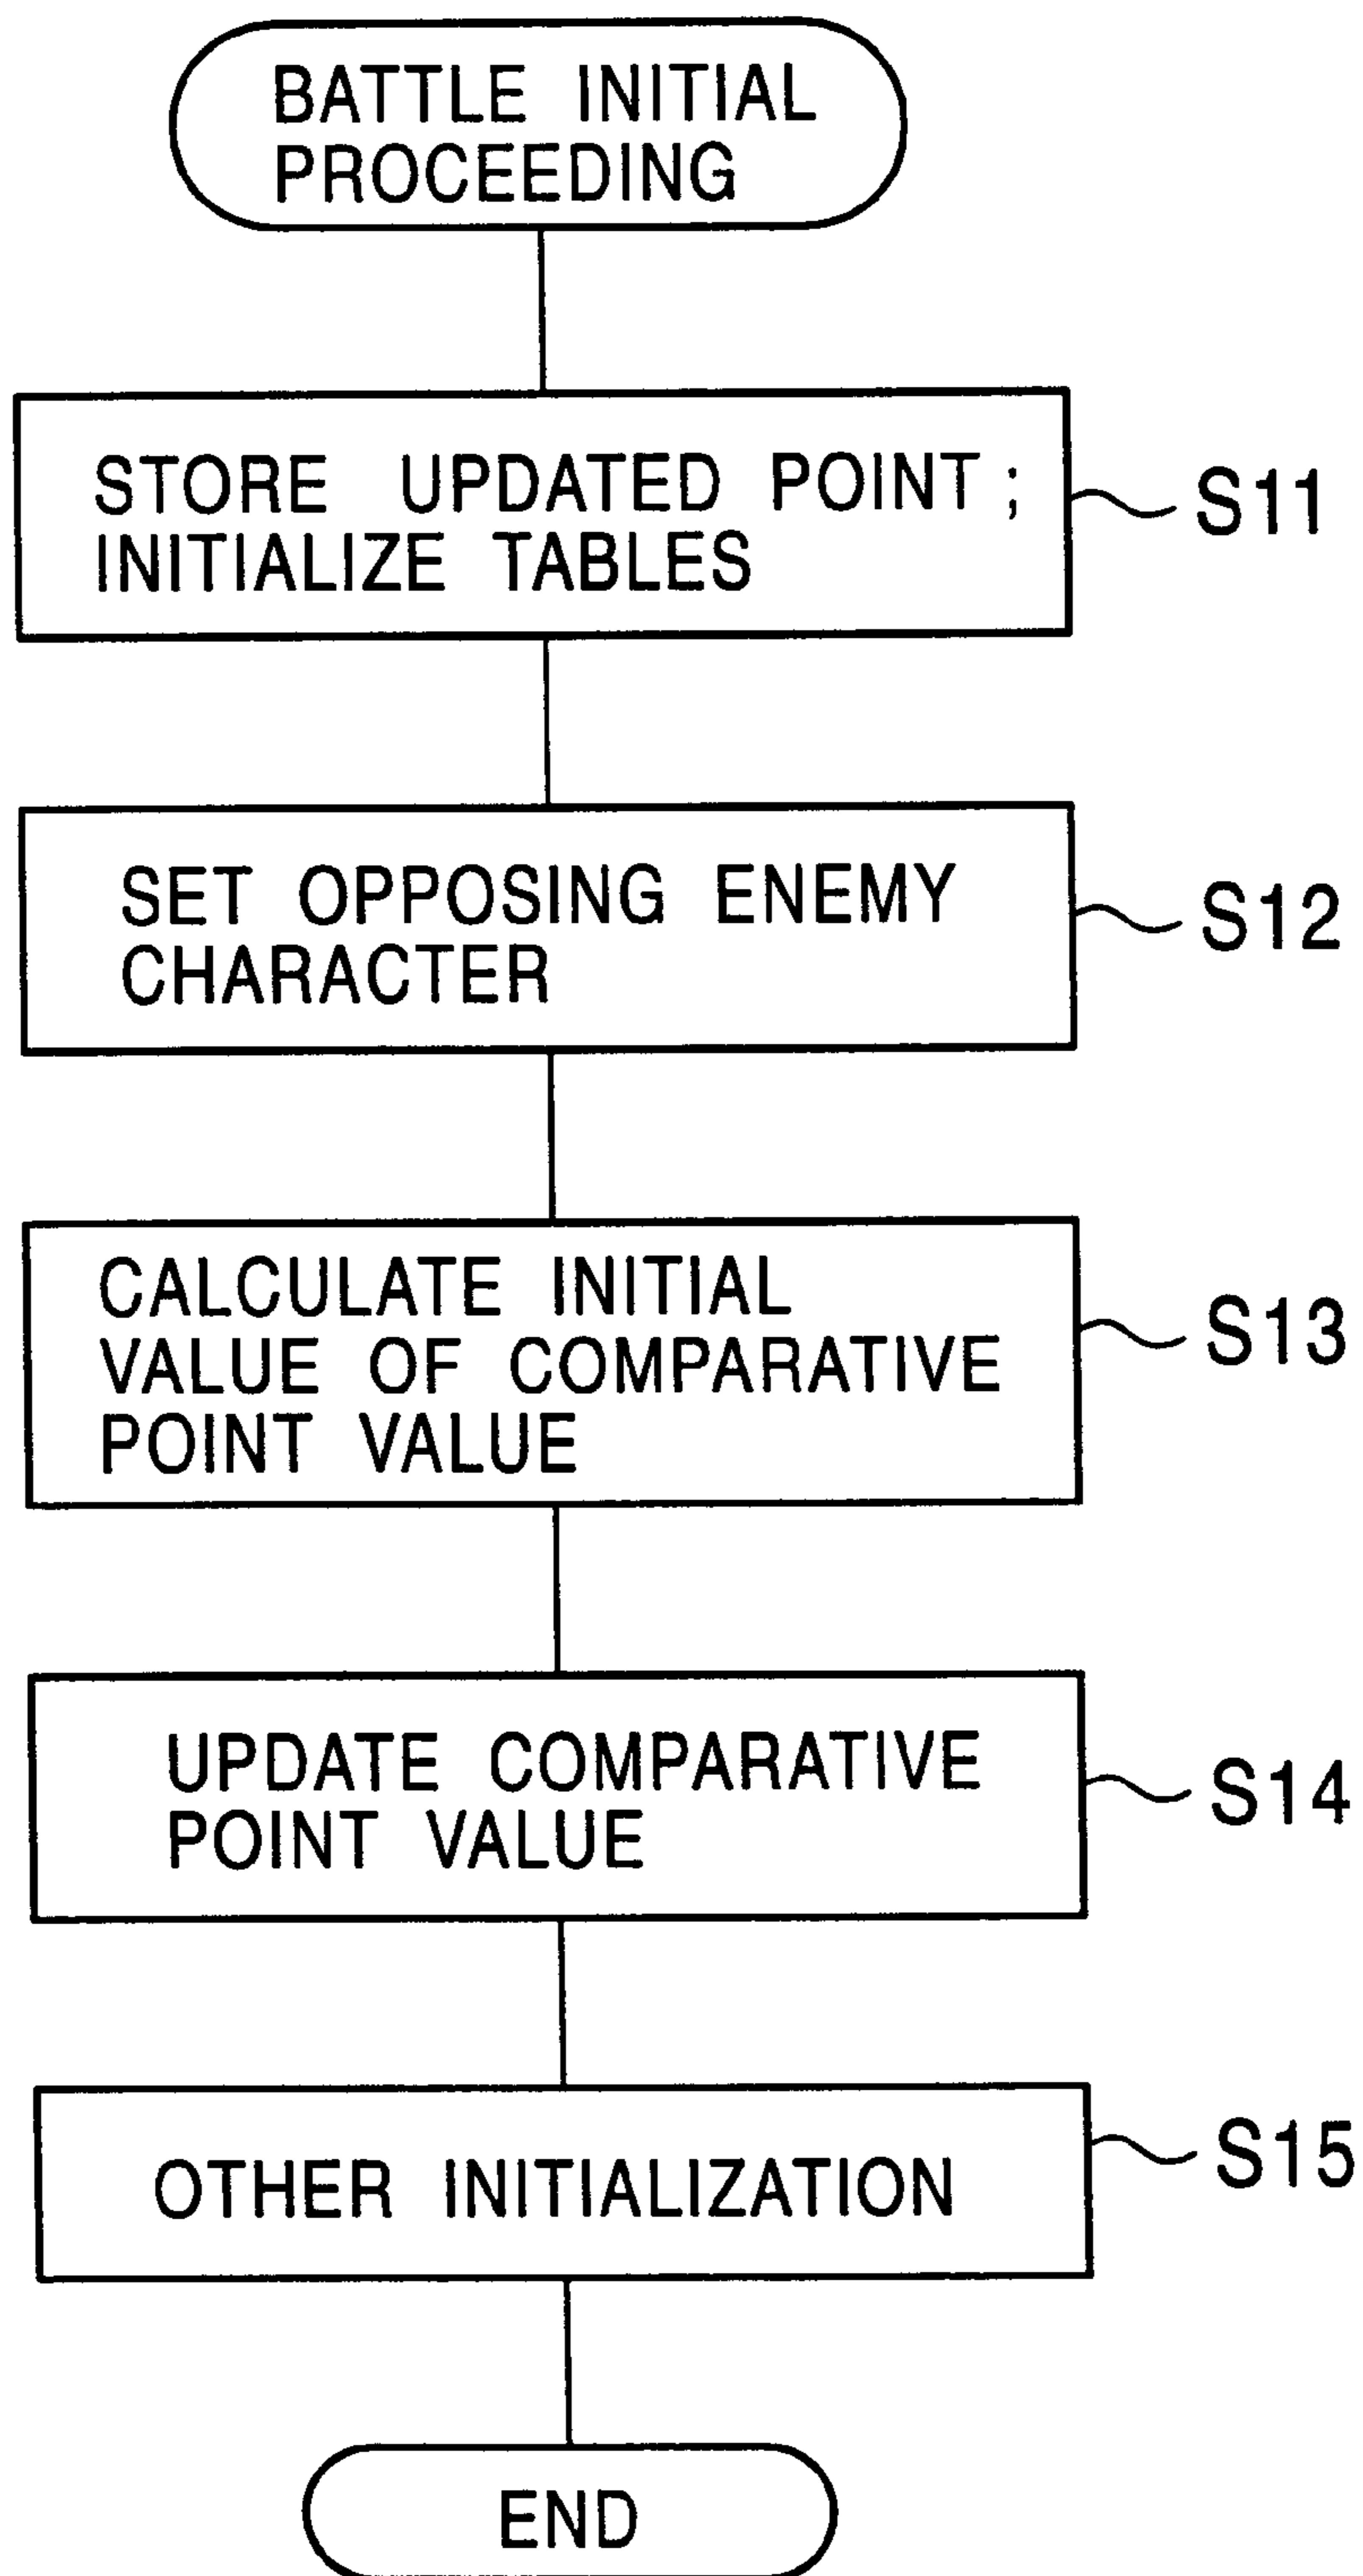 BATTLE INITIAL
PROCEEDING
STORE UPDATED POINT ;
INITIALIZE TABLES
S11
SET OPPOSING ENEMY
CHARACTER
S12
CALCULATE INITIAL
VALUE OF COMPARATIVE
POINT VALUE
S13
UPDATE COMPARATIVE
POINT VALUE
S14
OTHER INITIALIZATION
S15
END